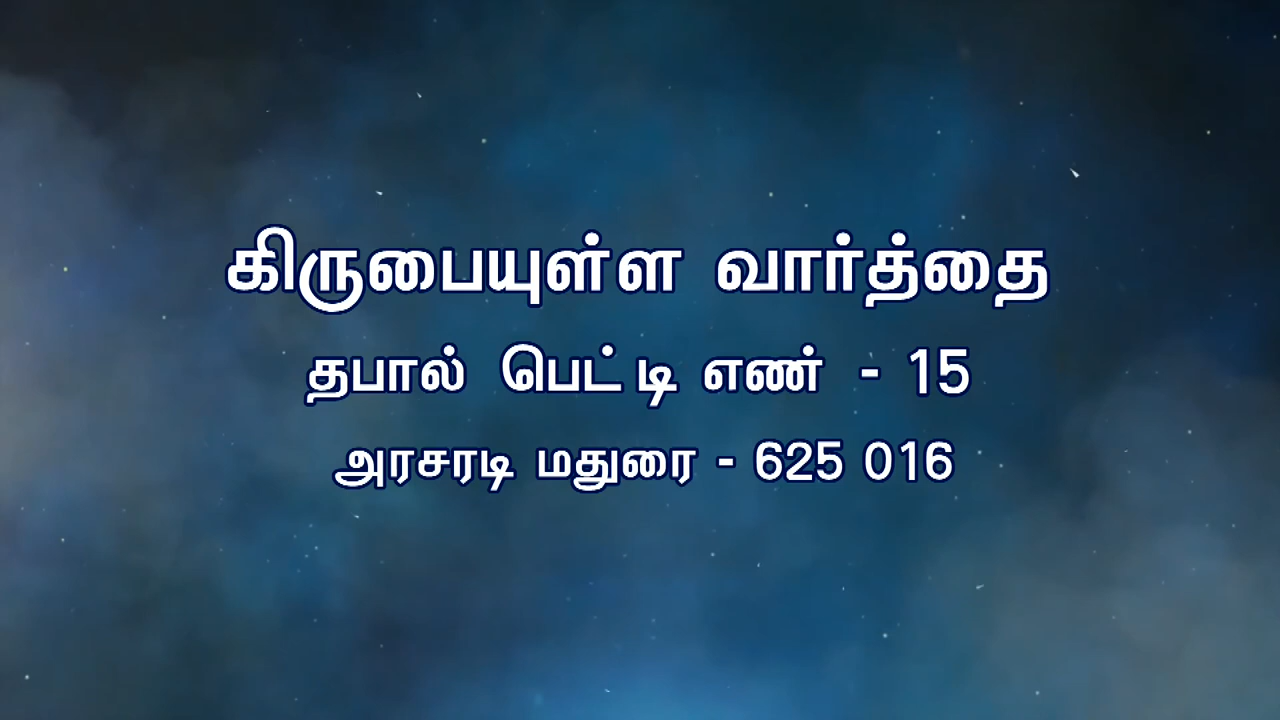 கிருபையுள்ள வார்த்தை
தபால் பெட்டி எண் - 15
அரசரடி மதுரை - 625 016